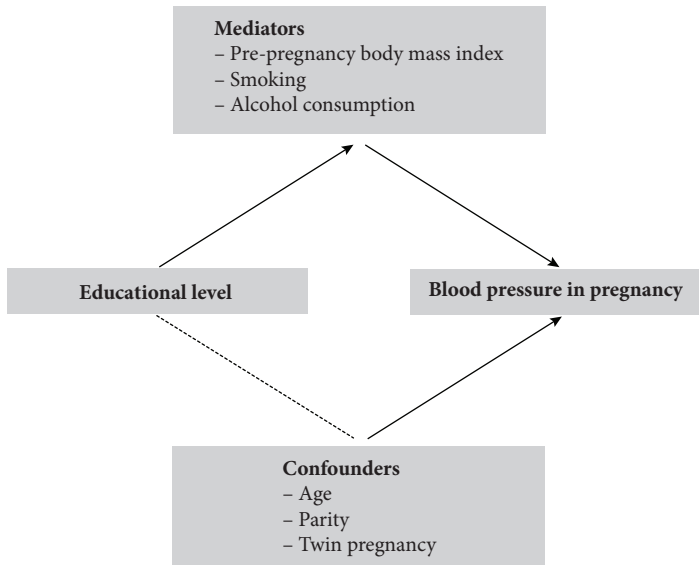 Mediators
– Pre-pregnancy body mass index
– Smoking
– Alcohol consumption
Educational level
Blood pressure in pregnancy
Confounders
– Age
– Parity
– Twin pregnancy